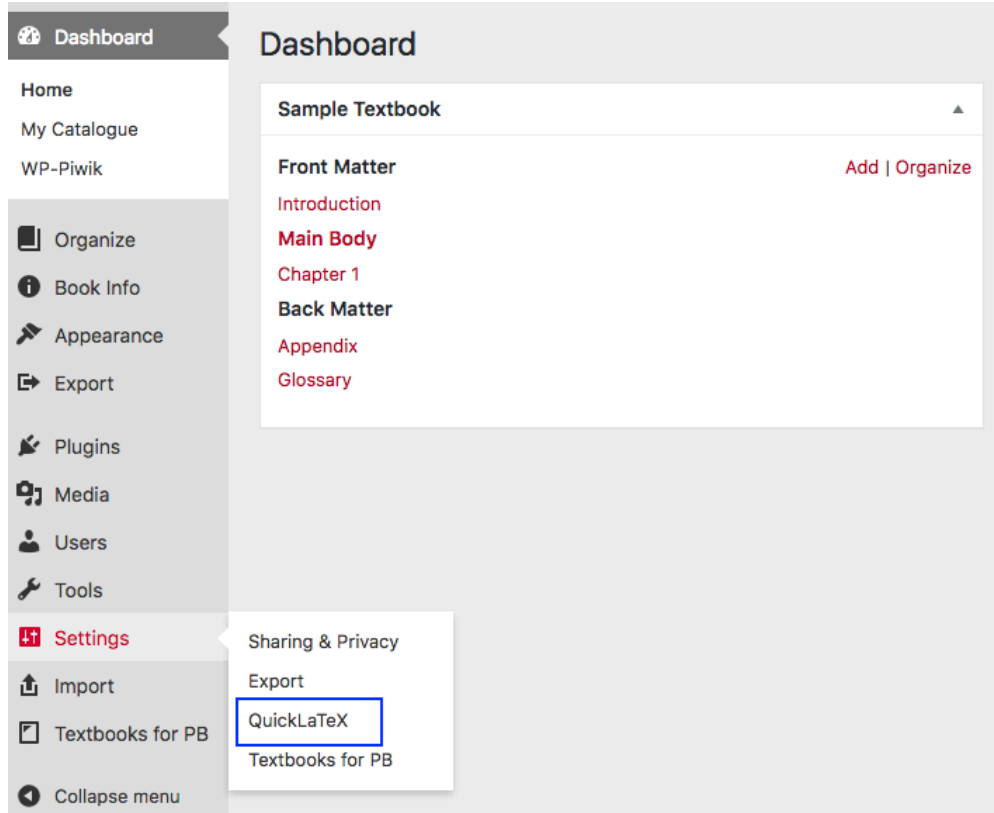 Dashboard
Home
My Catalogue
WP-Piwik
Organize
Book Info
Appearance
Export
Plugins
Media
Users
Tools
Settings
Import
Textbooks for PB
Collapse menu
Sharing & Privacy
Export
QuickLaTeX
Textbooks for PB
Dashboard
Sample Textbook
Front Matter Add | Organize
Introduction
Main Body
Chapter 1
Back Matter
Appendix
Glossary